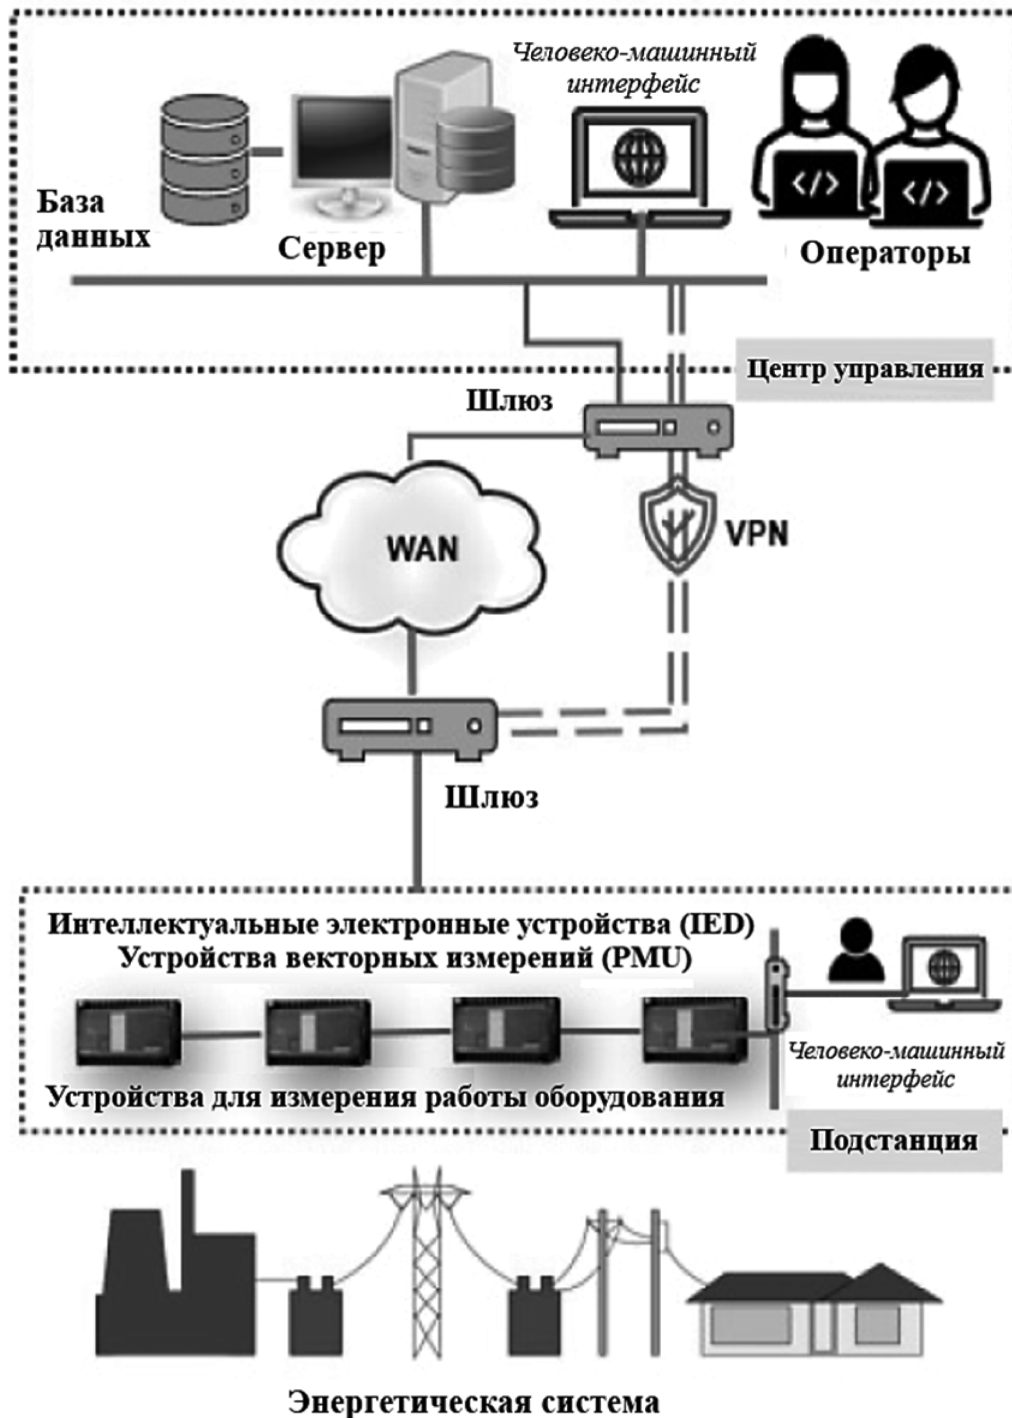 Человеко-машинный
интерфейс
База
данных
Сервер
</>
</>
Операторы
Центр управления
Шлюз
WAN
VPN
Шлюз
Интеллектуальные электронные устройства (IED)
Устройства векторных измерений (PMU)
Устройства для измерения работы оборудования
Человеко-машинный
интерфейс
Подстанция
Энергетическая система